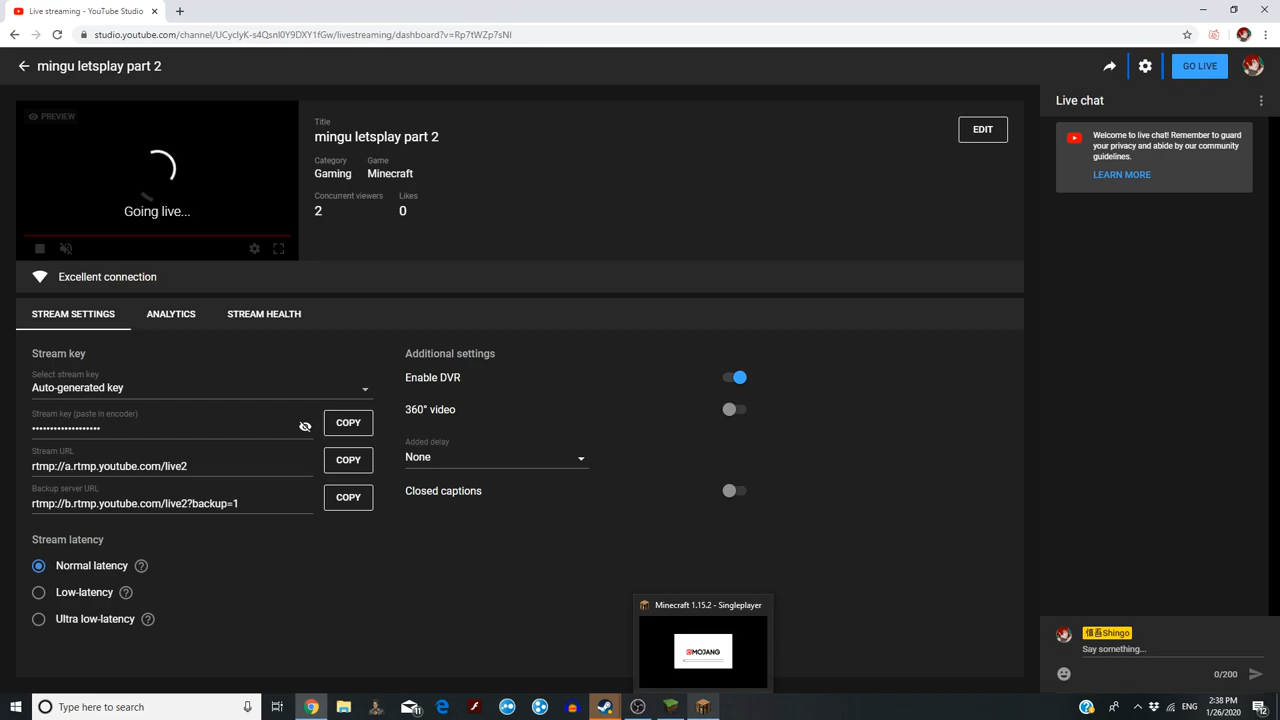 Live streaming - YouTube Studio
studio.youtube.com/channel/UCyclyK-s4QsnI0Y9DXY1fGw/livestreaming/dashboard?v=Rp7tWZp7sNI
mingu letsplay part 2
GO LIVE
PREVIEW
Going live...
Title
mingu letsplay part 2
EDIT
Category Game
Gaming Minecraft
Concurrent viewers Likes
2 0
Excellent connection
STREAM SETTINGS ANALYTICS STREAM HEALTH
Stream key
Select stream key
Auto-generated key
Stream key (paste in encoder)
••••••••••••••••••• COPY
Stream URL
rtmp://a.rtmp.youtube.com/live2 COPY
Backup server URL
rtmp://b.rtmp.youtube.com/live2?backup=1 COPY
Stream latency
Normal latency
Low-latency
Ultra low-latency
Additional settings
Enable DVR
360° video
Added delay
None
Closed captions
Live chat
Welcome to live chat! Remember to guard
your privacy and abide by our community
guidelines.
LEARN MORE
Shingo
Say something...
0/200
Minecraft 1.15.2 - Singleplayer
MOJANG
Type here to search
ENG
2:38 PM
1/26/2020
12